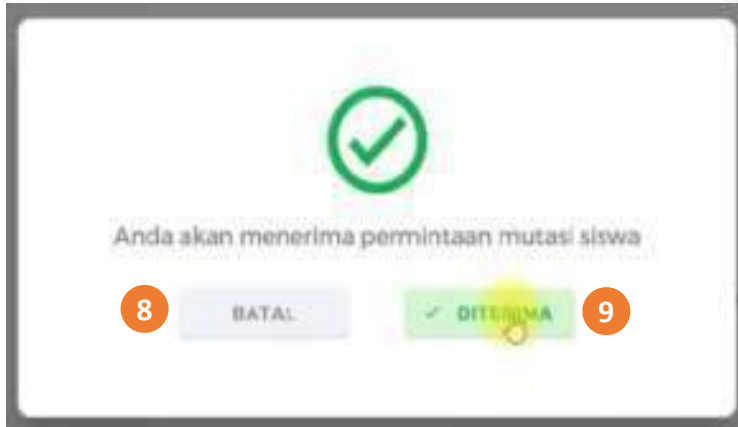 Anda akan menerima permintaan mutasi siswa
8 BATAL ✓ DITERIMA 9